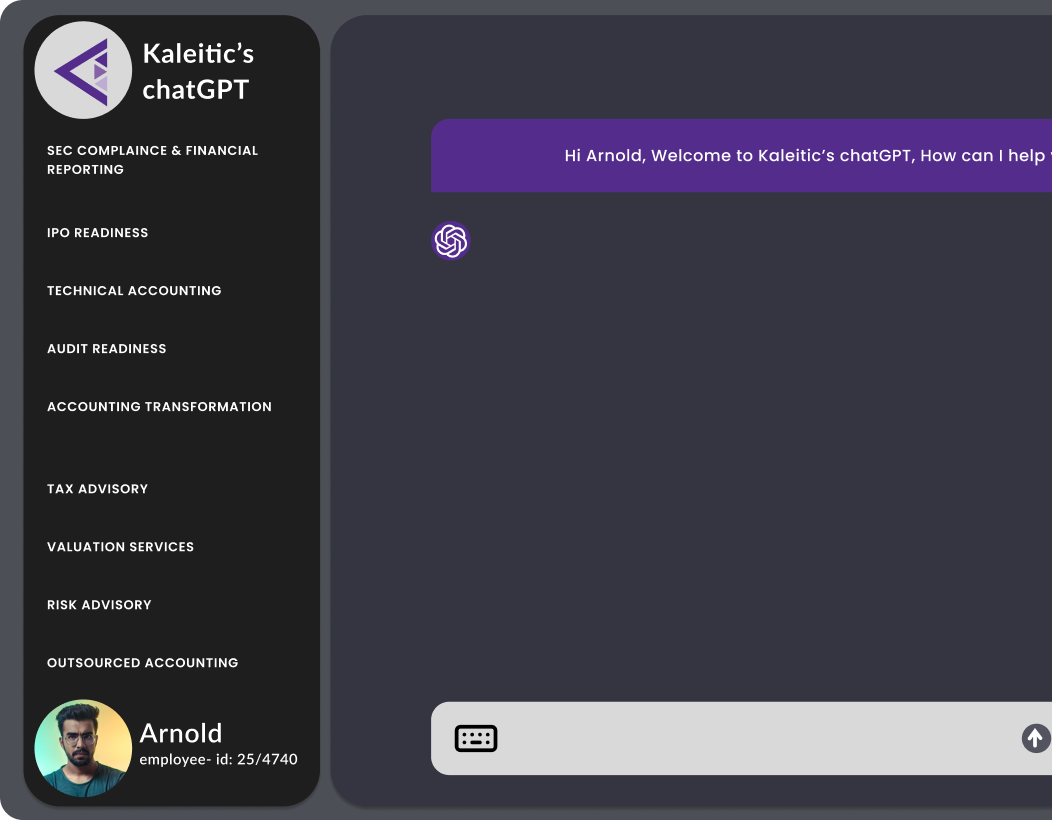 Kaleitic’s
chatGPT
SEC COMPLAINCE & FINANCIAL
REPORTING
IPO READINESS
TECHNICAL ACCOUNTING
AUDIT READINESS
ACCOUNTING TRANSFORMATION
TAX ADVISORY
VALUATION SERVICES
RISK ADVISORY
OUTSOURCED ACCOUNTING
Arnold
employee- id: 25/4740
Hi Arnold, Welcome to Kaleitic’s chatGPT, How can I help